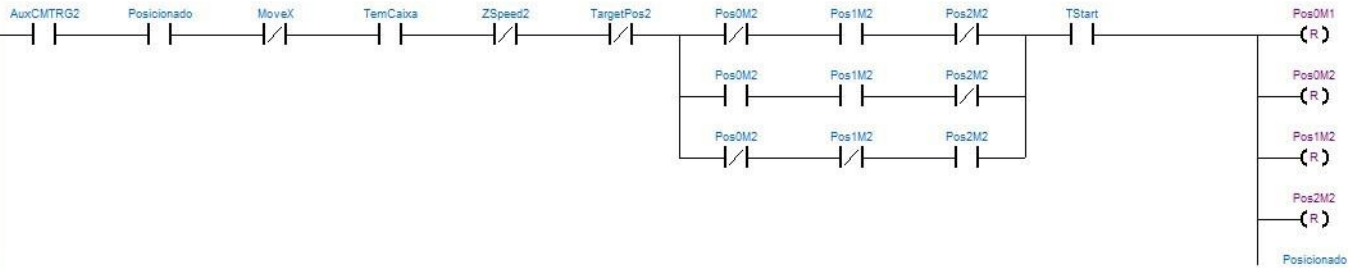 AuxCMTRG2 Posicionado MoveX TemCaixa ZSpeed2 TargetPos2 Pos0M2 Pos1M2 Pos2M2 TStart Pos0M1
R
Pos0M2 Pos1M2 Pos2M2 Pos0M2
R
Pos0M2 Pos1M2 Pos2M2 Pos1M2
R
Pos2M2
R
Posicionado